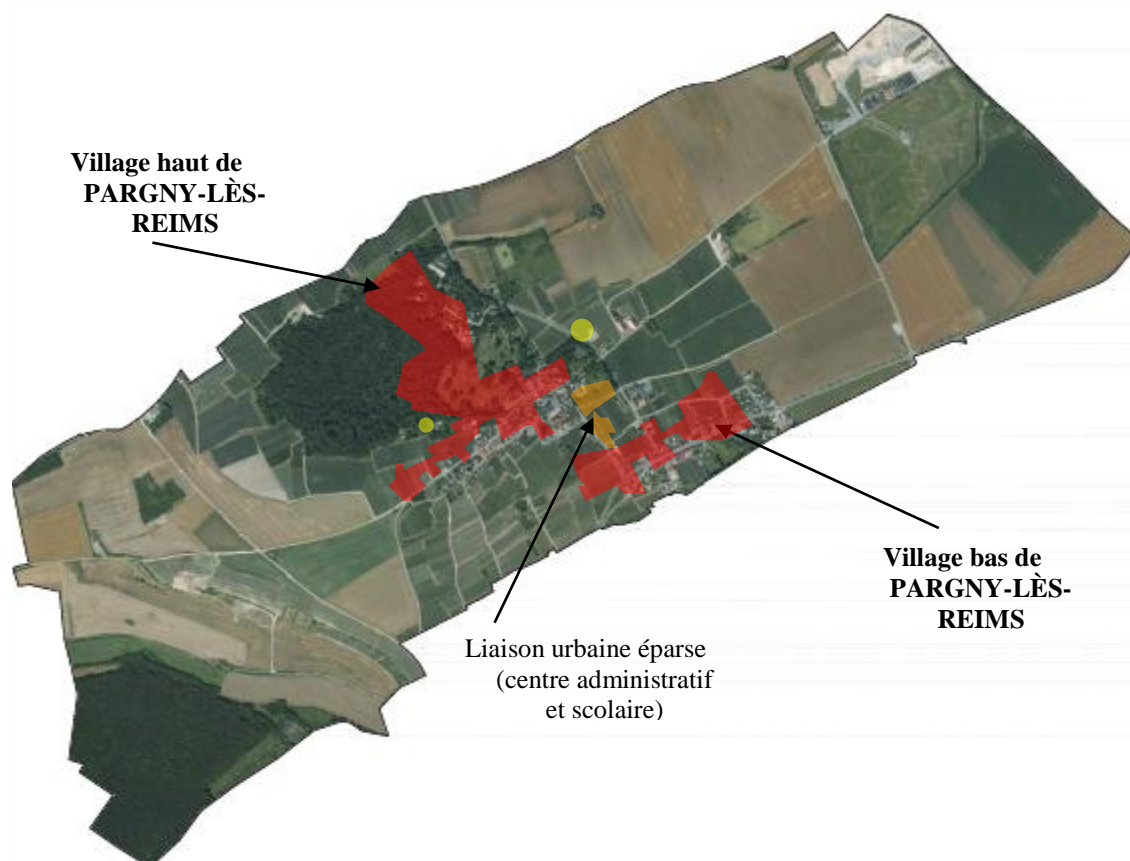 Village haut de
PARGNY-LÈS-
REIMS
Village bas de
PARGNY-LÈS-
REIMS
Liaison urbaine éparse
(centre administratif
et scolaire)